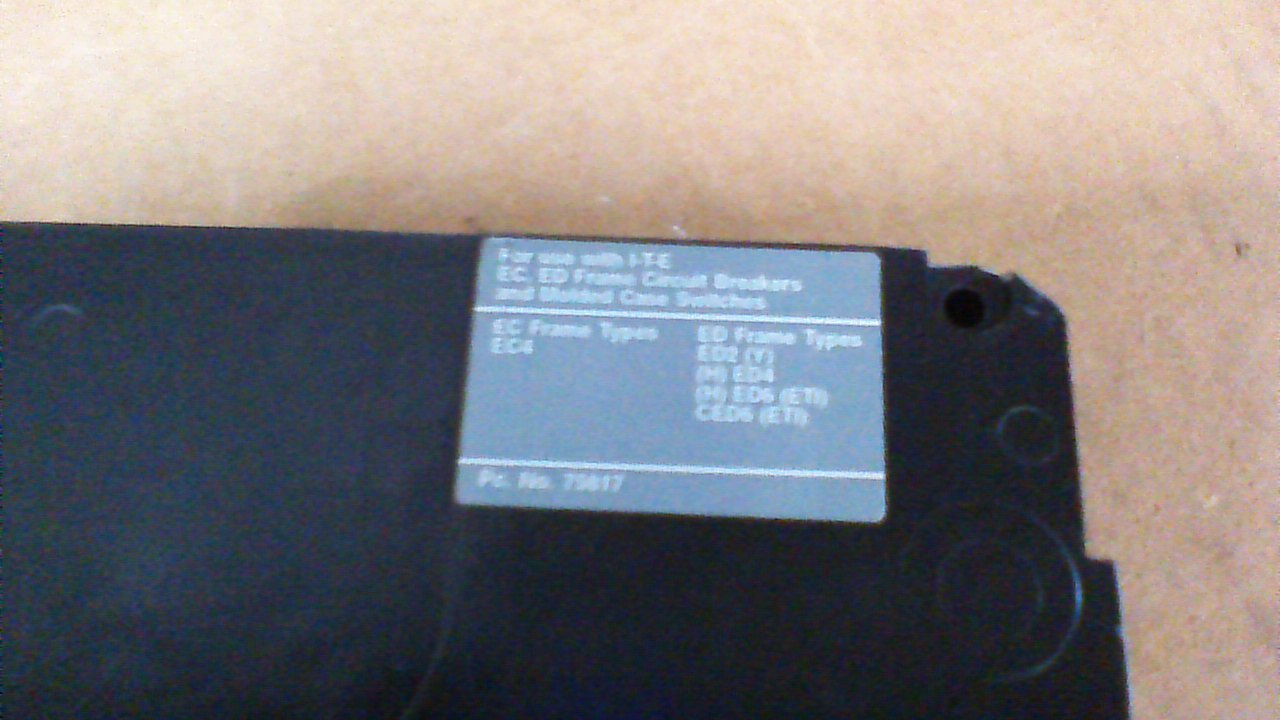 For use with I-T-E
EC, ED Frame Circuit Breakers
and Molded Case Switches
EC Frame Types
EC4
ED Frame Types
ED2 (Y)
(H) ED4
(H) ED6 (ETI)
CED6 (ETI)
Pc. No.